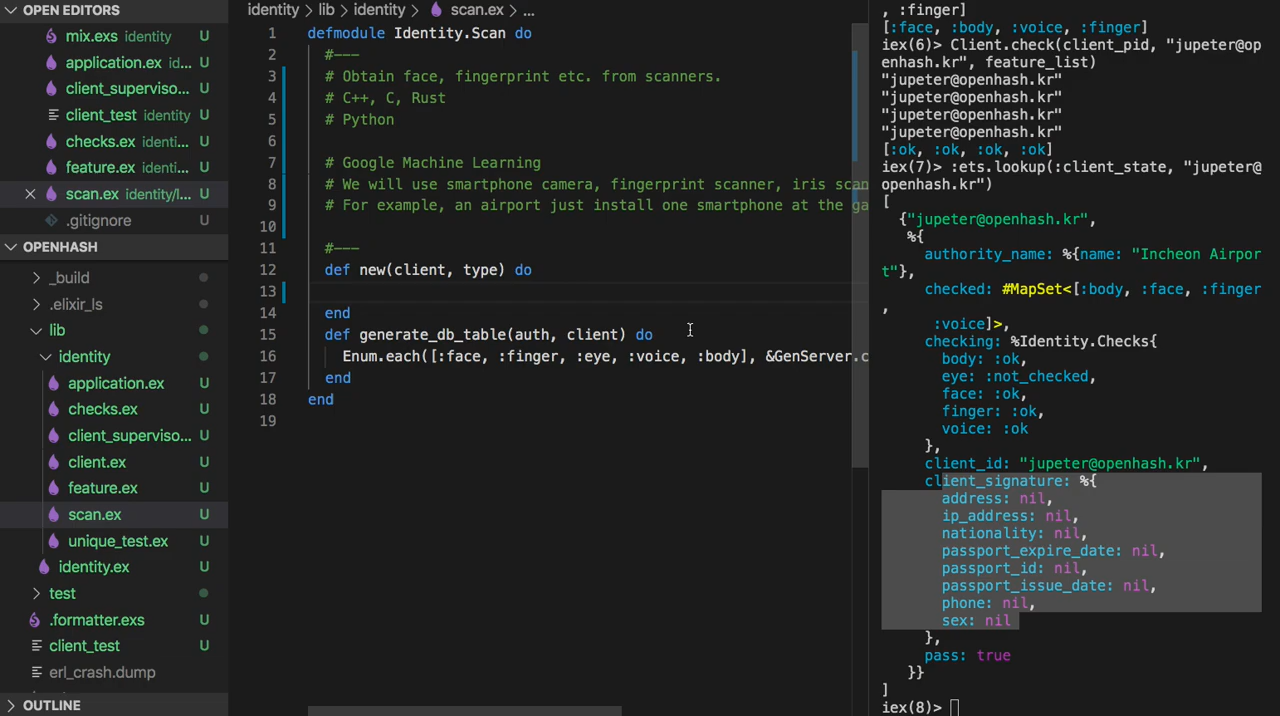 OPEN EDITORS
mix.exs identity U
application.ex id... U
client_superviso... U
client_test identity U
checks.ex identi... U
feature.ex identi... U
scan.ex identity/l... U
.gitignore U
OPENHASH
_build
.elixir_ls
lib
identity
application.ex U
checks.ex U
client_superviso... U
client.ex U
feature.ex U
scan.ex U
unique_test.ex U
identity.ex U
test
.formatter.exs U
client_test U
erl_crash.dump
OUTLINE
identity > lib > identity > scan.ex > ...
1 defmodule Identity.Scan do
2 #---
3 # Obtain face, fingerprint etc. from scanners.
4 # C++, C, Rust
5 # Python
6
7 # Google Machine Learning
8 # We will use smartphone camera, fingerprint scanner, iris scan
9 # For example, an airport just install one smartphone at the ga
10
11 #---
12 def new(client, type) do
13
14 end
15 def generate_db_table(auth, client) do
16 Enum.each([:face, :finger, :eye, :voice, :body], &GenServer.c
17 end
18 end
19
, :finger]
[:face, :body, :voice, :finger]
iex(6)> Client.check(client_pid, "jupeter@op
enhash.kr", feature_list)
"jupeter@openhash.kr"
"jupeter@openhash.kr"
"jupeter@openhash.kr"
"jupeter@openhash.kr"
[:ok, :ok, :ok, :ok]
iex(7)> :ets.lookup(:client_state, "jupeter@
openhash.kr")
[
{"jupeter@openhash.kr",
%{
authority_name: %{name: "Incheon Airpor
t"},
checked: #MapSet<[:body, :face, :finger
,
:voice]>,
checking: %Identity.Checks{
body: :ok,
eye: :not_checked,
face: :ok,
finger: :ok,
voice: :ok
},
client_id: "jupeter@openhash.kr",
client_signature: %{
address: nil,
ip_address: nil,
nationality: nil,
passport_expire_date: nil,
passport_id: nil,
passport_issue_date: nil,
phone: nil,
sex: nil
},
pass: true
}}
]
iex(8)>